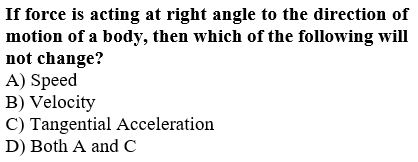 If force is acting at right angle to the direction of
motion of a body, then which of the following will
not change?
A) Speed
B) Velocity
C) Tangential Acceleration
D) Both A and C